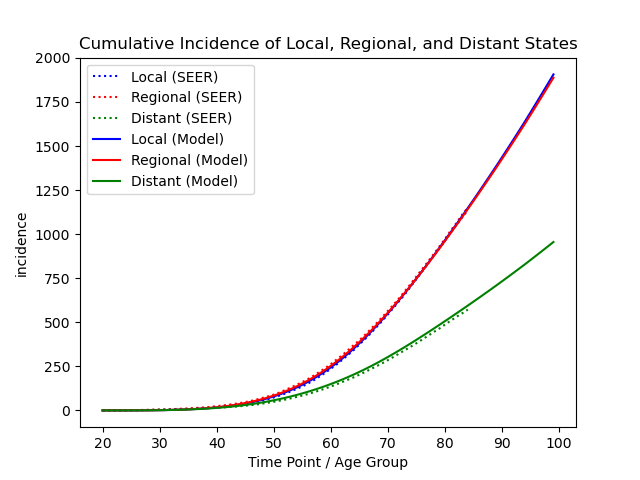 Cumulative Incidence of Local, Regional, and Distant States
2000
1750
1500
1250
1000
750
500
250
0
incidence
Local (SEER)
Regional (SEER)
Distant (SEER)
Local (Model)
Regional (Model)
Distant (Model)
20 30 40 50 60 70 80 90 100
Time Point / Age Group